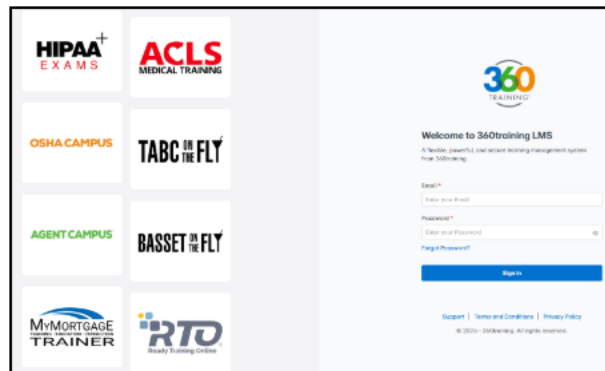 HIPAA+
EXAMS
ACLS
MEDICAL TRAINING
OSHA CAMPUS
TABC ON THE FLY
AGENT CAMPUS
BASSET ON THE FLY
MYMORTGAGE
TRAINER
RTO
Ready Training Online
360
TRAINING
Welcome to 360training LMS
A flexible, powerful, and secure learning management system
from 360training.
Email *
Enter your Email
Password *
Enter your Password
Forgot Password?
Sign In
Support | Terms and Conditions | Privacy Policy
© 2025 - 360training. All rights reserved.